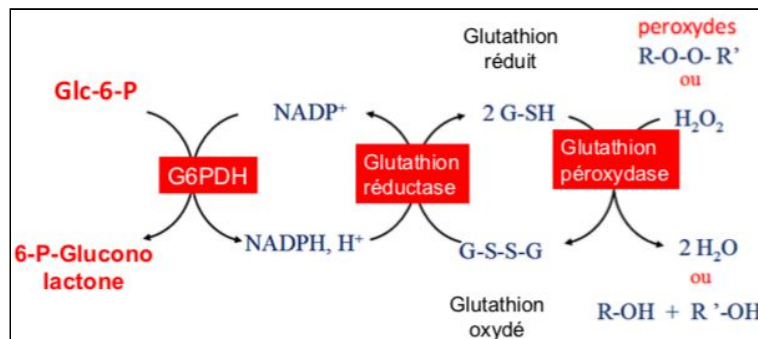 Glutathion
réduit
peroxydes
R-O-O- R’
ou
H₂O₂
Glc-6-P
NADP⁺
2 G-SH
G6PDH
Glutathion
réductase
Glutathion
péroxydase
6-P-Glucono
lactone
NADPH, H⁺
G-S-S-G
2 H₂O
ou
R-OH + R ’-OH
Glutathion
oxydé